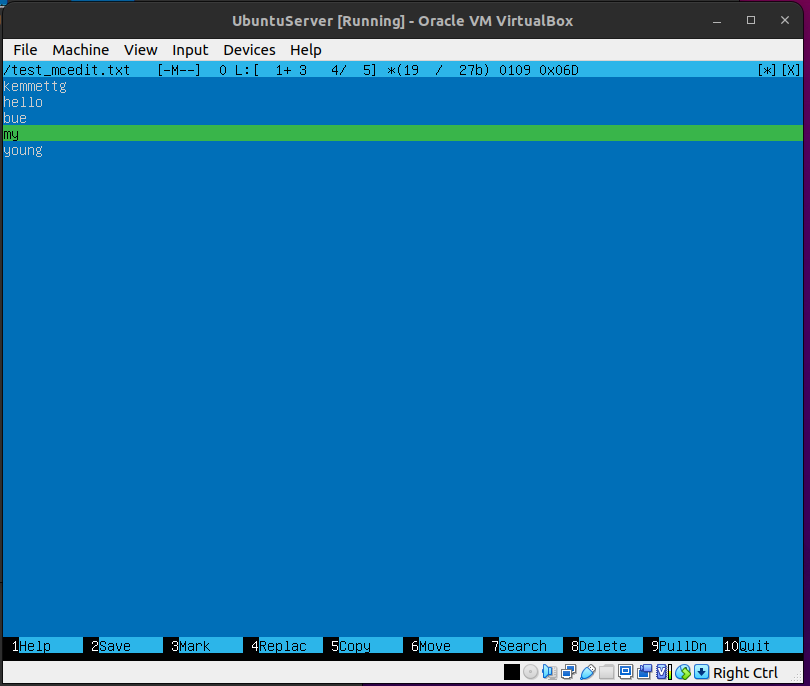 UbuntuServer [Running] - Oracle VM VirtualBox
File Machine View Input Devices Help
/test_mcedit.txt [-M--] 0 L:[ 1+ 3 4/ 5] *(19 / 27b) 0109 0x06D [*][X]
kemmettg
hello
bue
my
young
1Help 2Save 3Mark 4Replac 5Copy 6Move 7Search 8Delete 9PullDn 10Quit
Right Ctrl